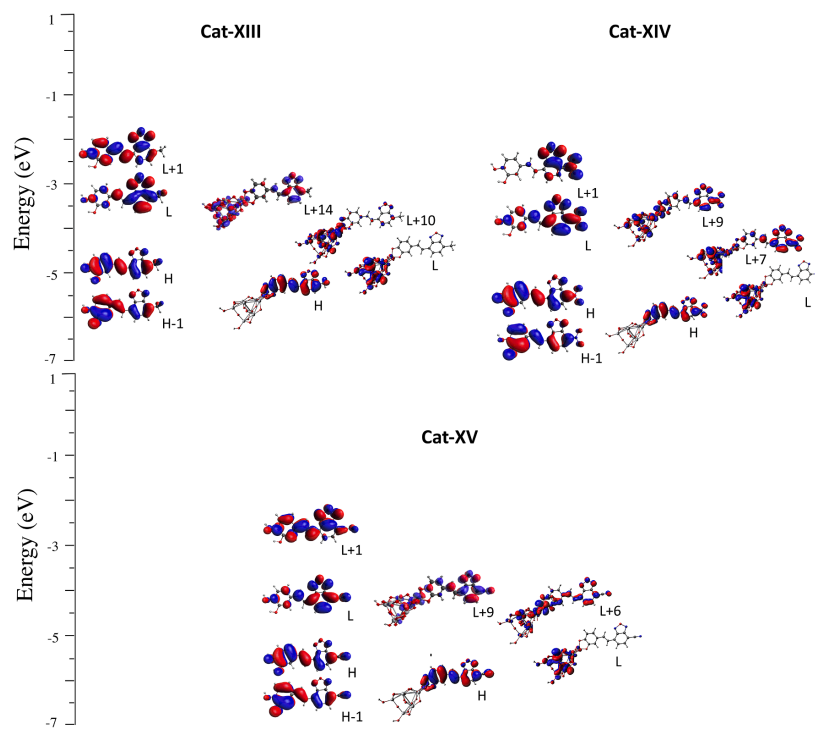 1
Cat-XIII
Cat-XIV
-1
Energy (eV)
L+1
L+1
-3
L
L+14
L+10
L+9
L
L
L+7
H
-5
H
H
H
L
H-1
H-1
-7
1
Cat-XV
-1
Energy (eV)
L+1
-3
L
L+9
L+6
-5
H
H
L
H-1
-7